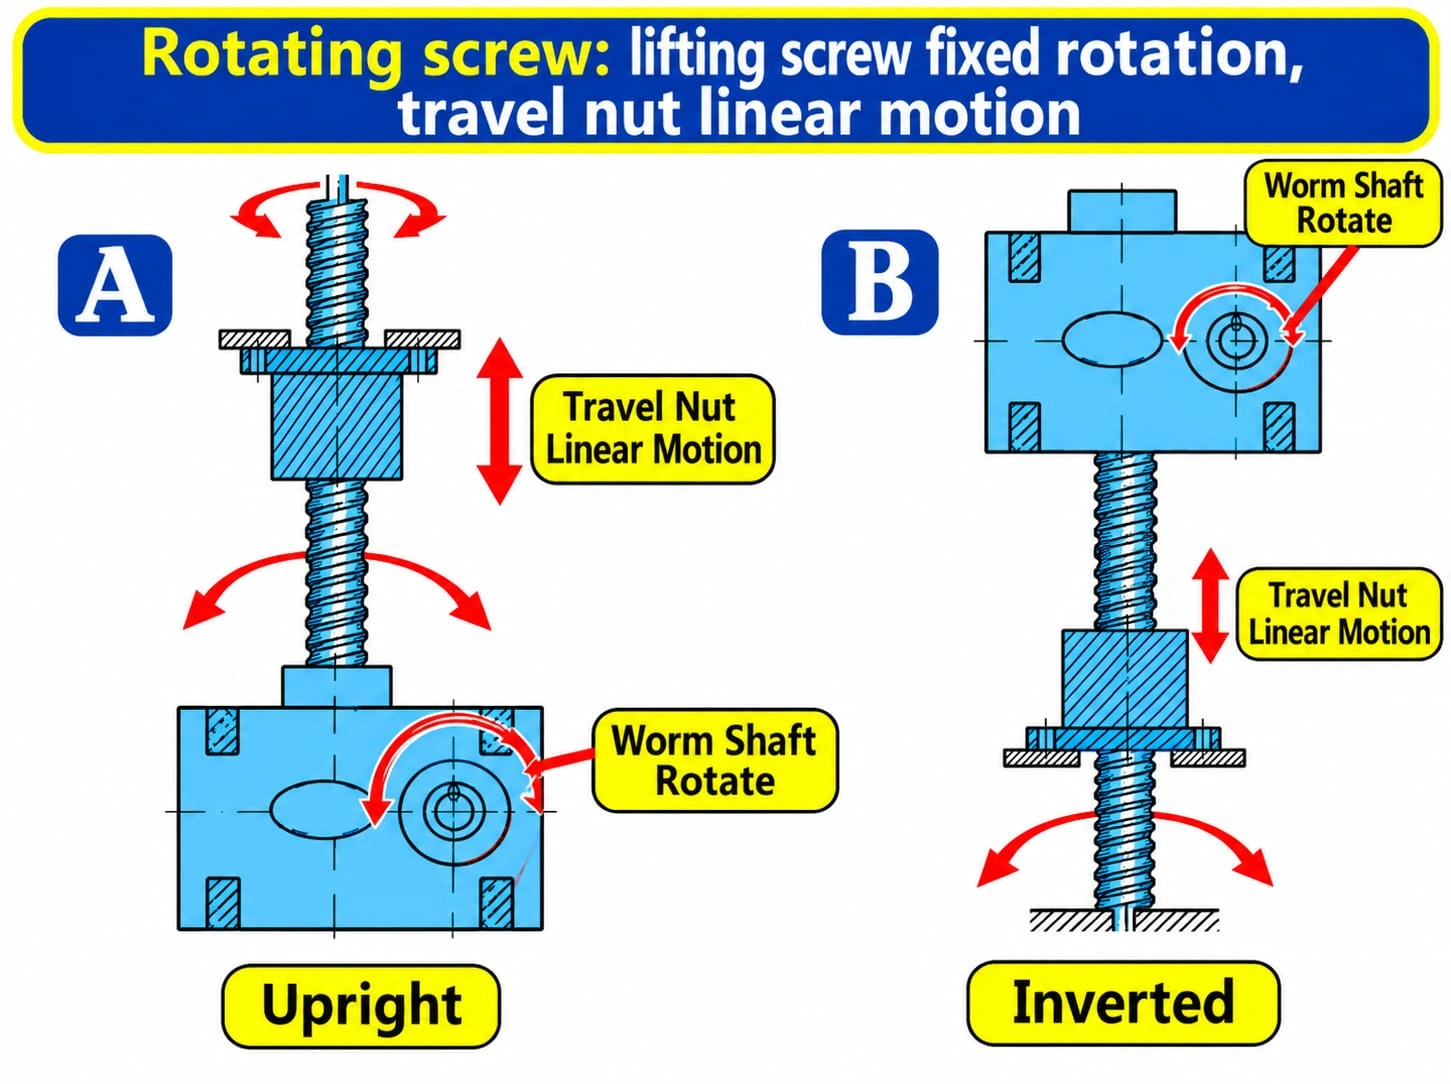 Rotating screw: lifting screw fixed rotation,
travel nut linear motion
A
Travel Nut
Linear Motion
Worm Shaft
Rotate
Upright
B
Worm Shaft
Rotate
Travel Nut
Linear Motion
Inverted